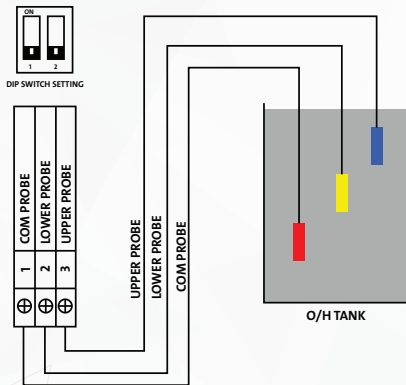 ON
1 2
DIP SWITCH SETTING
COM PROBE
LOWER PROBE
UPPER PROBE
1 2 3
UPPER PROBE
LOWER PROBE
COM PROBE
O/H TANK